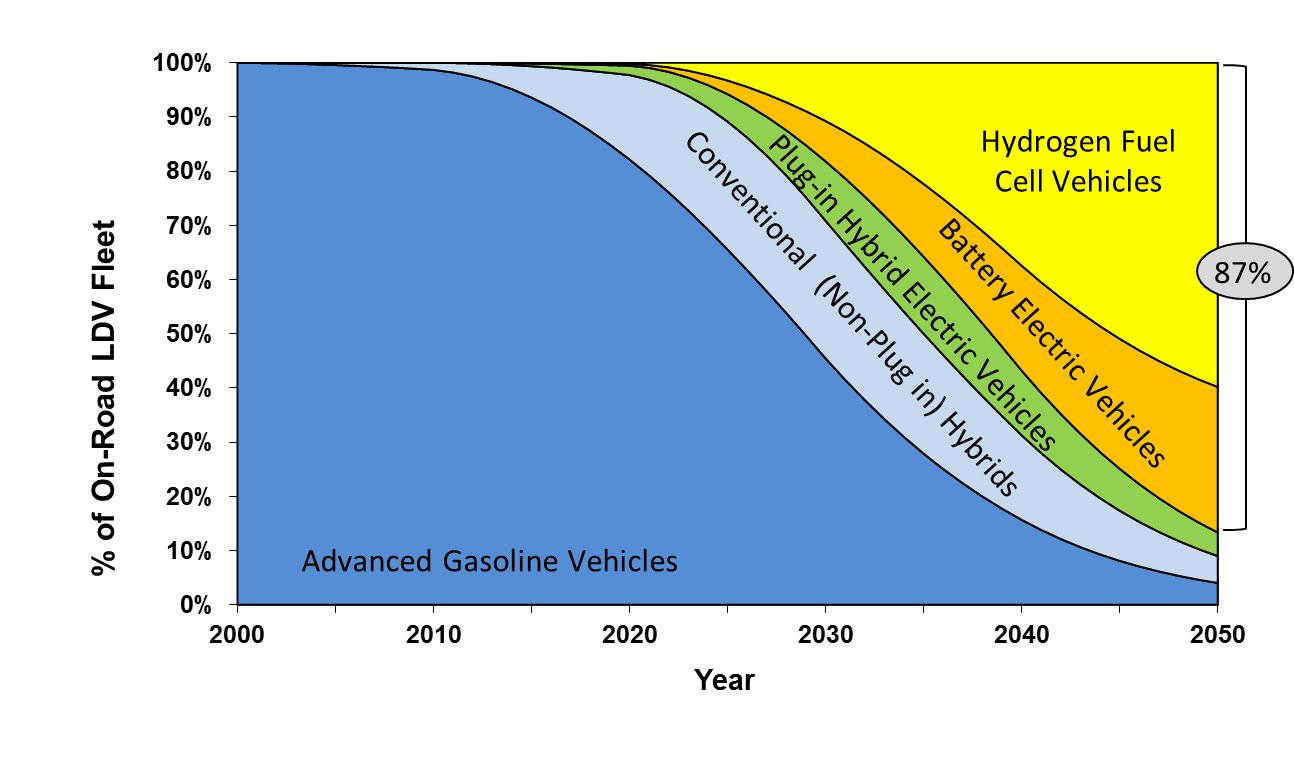 100%
90%
80%
70%
60%
50%
40%
30%
20%
10%
0%
% of On-Road LDV Fleet
2000
2010
2020
2030
2040
2050
Year
Advanced Gasoline Vehicles
Conventional (Non-Plug in) Hybrids
Plug-in Hybrid Electric Vehicles
Battery Electric Vehicles
Hydrogen Fuel
Cell Vehicles
87%